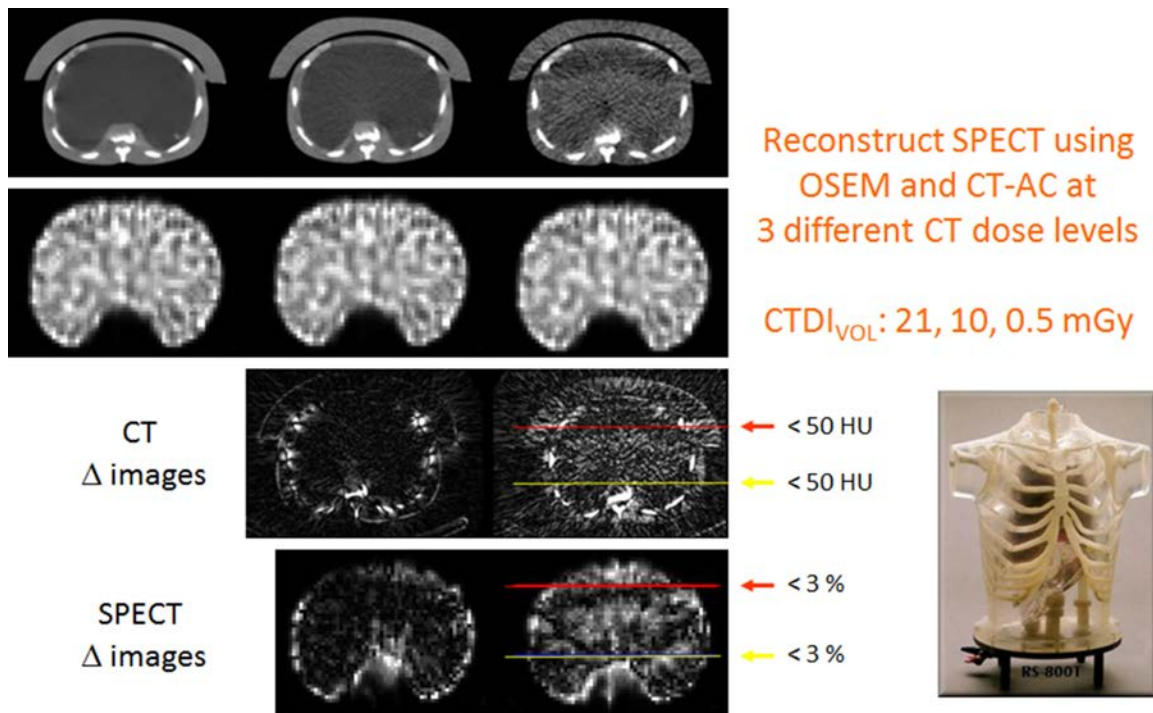 Reconstruct SPECT using
OSEM and CT-AC at
3 different CT dose levels
CTDIVOL: 21, 10, 0.5 mGy
CT
Δ images
< 50 HU
< 50 HU
SPECT
Δ images
< 3 %
< 3 %
RS-800T